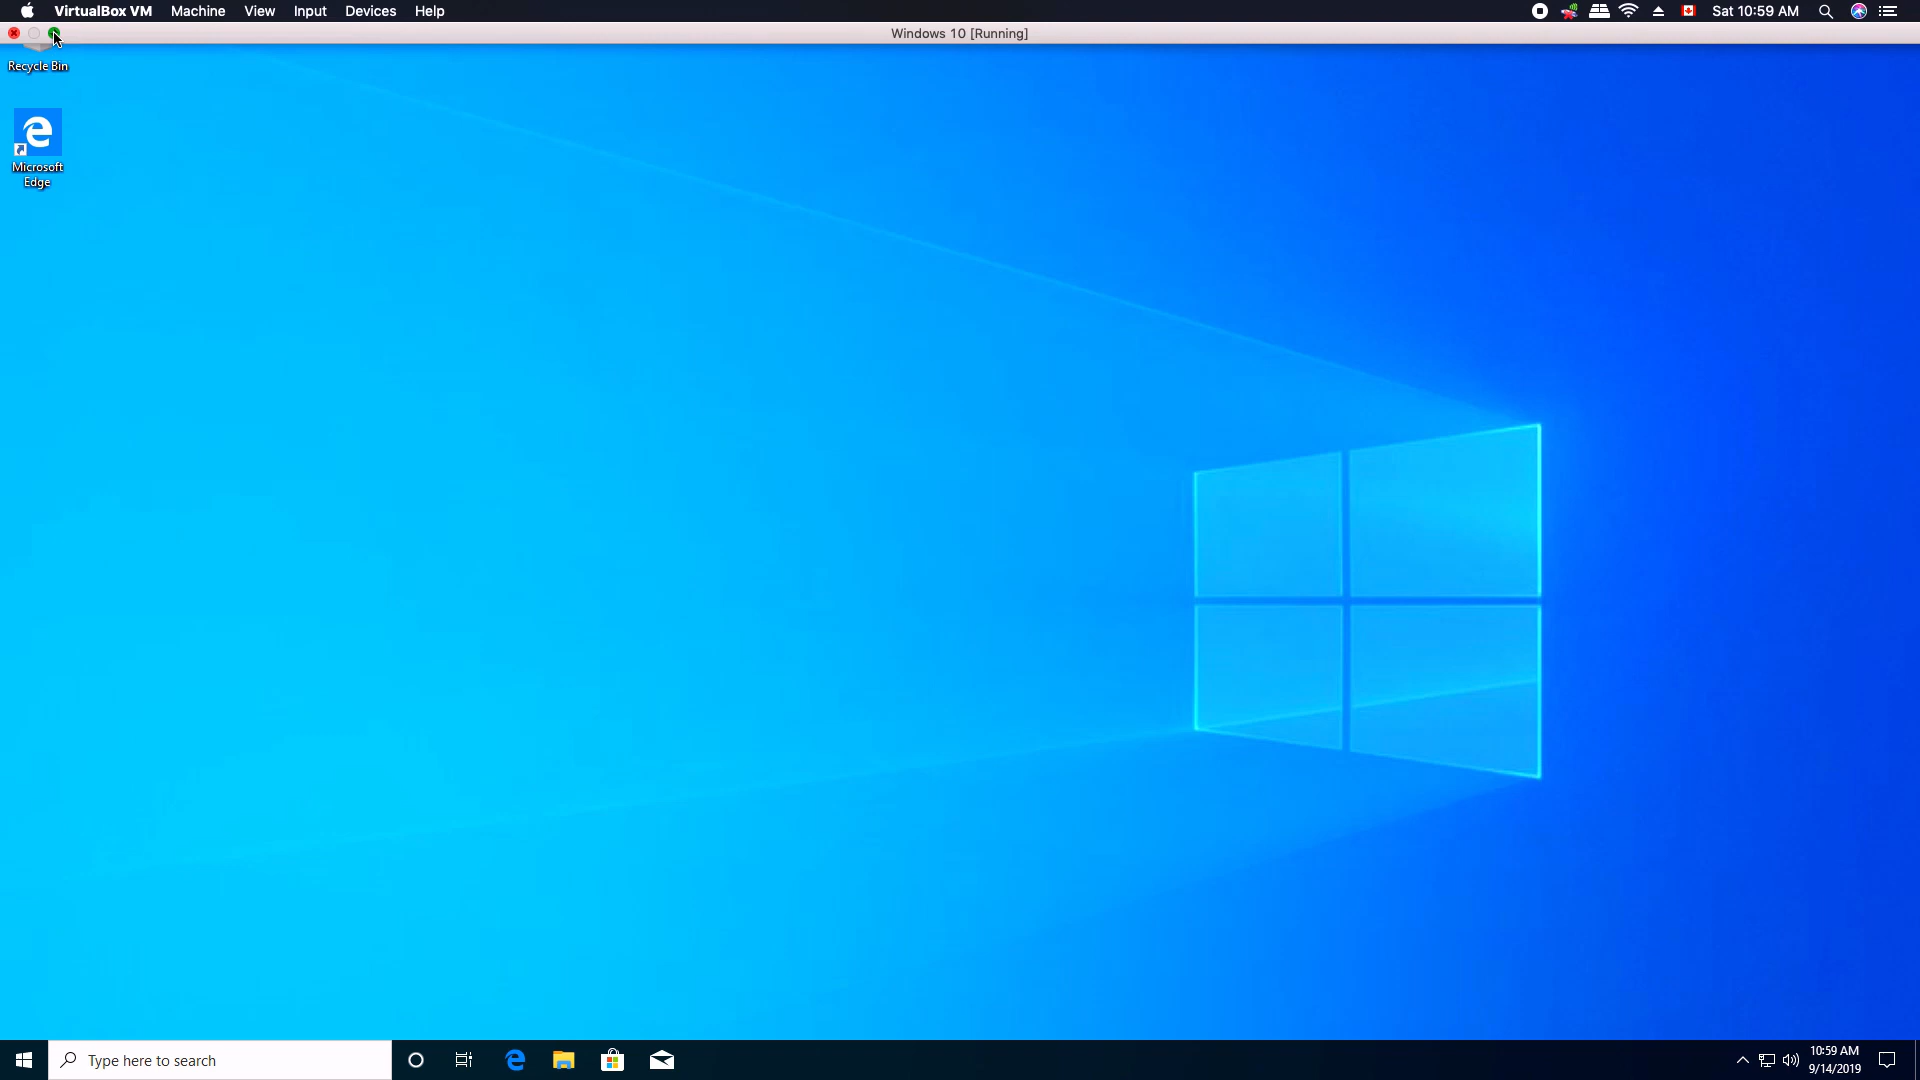 VirtualBox VM Machine View Input Devices Help Sat 10:59 AM
Windows 10 [Running]
Recycle Bin
Microsoft
Edge
Type here to search
10:59 AM
9/14/2019